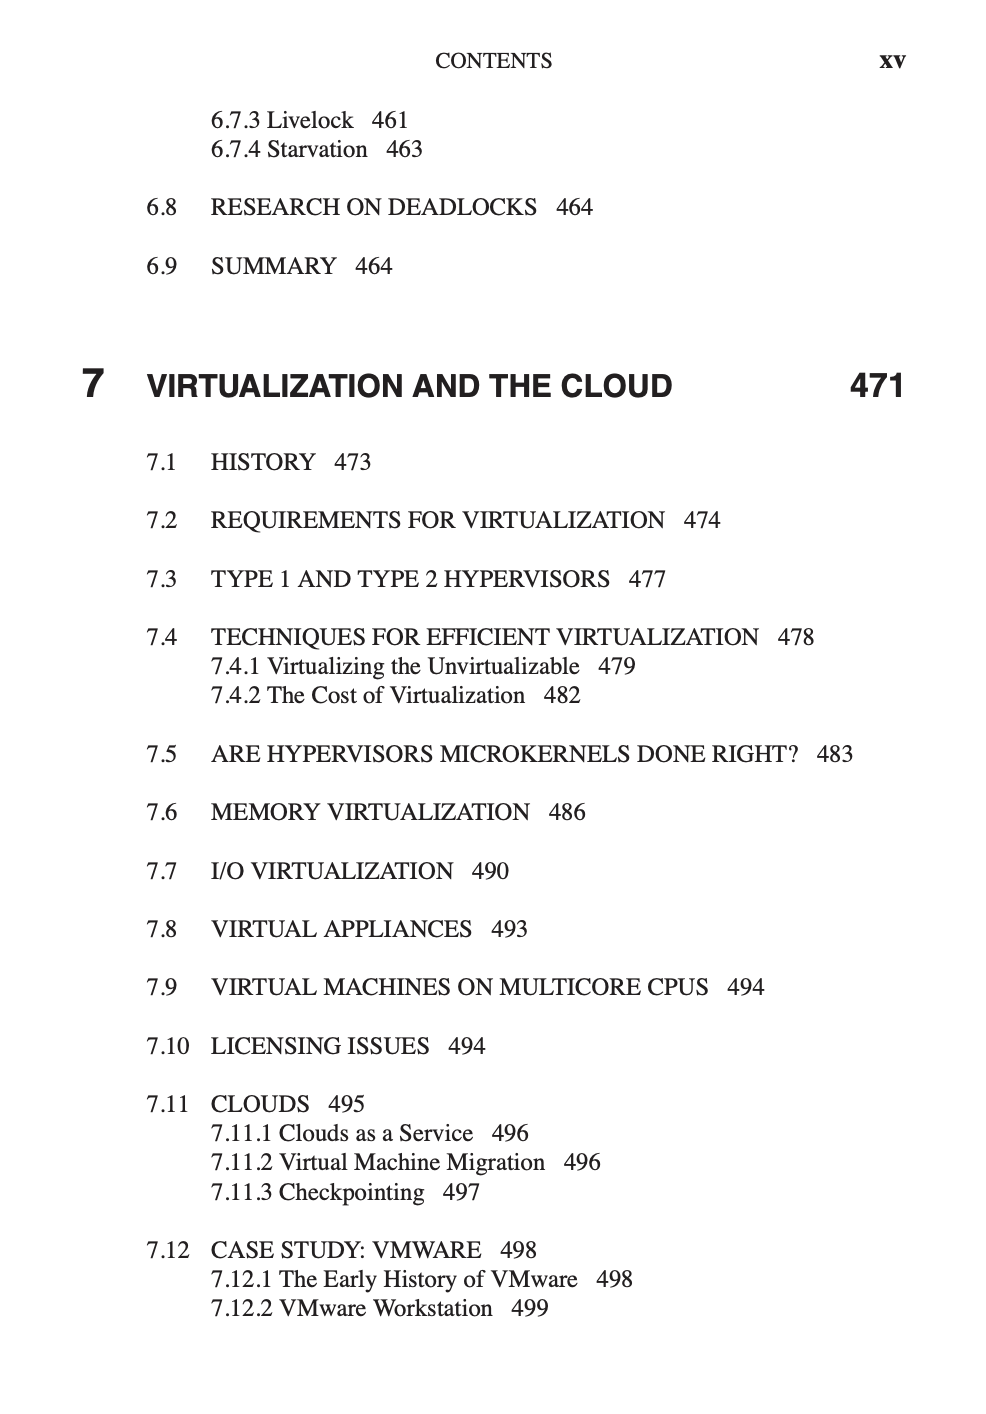 CONTENTS xv
6.7.3 Livelock 461
6.7.4 Starvation 463
6.8 RESEARCH ON DEADLOCKS 464
6.9 SUMMARY 464
7 VIRTUALIZATION AND THE CLOUD 471
7.1 HISTORY 473
7.2 REQUIREMENTS FOR VIRTUALIZATION 474
7.3 TYPE 1 AND TYPE 2 HYPERVISORS 477
7.4 TECHNIQUES FOR EFFICIENT VIRTUALIZATION 478
7.4.1 Virtualizing the Unvirtualizable 479
7.4.2 The Cost of Virtualization 482
7.5 ARE HYPERVISORS MICROKERNELS DONE RIGHT? 483
7.6 MEMORY VIRTUALIZATION 486
7.7 I/O VIRTUALIZATION 490
7.8 VIRTUAL APPLIANCES 493
7.9 VIRTUAL MACHINES ON MULTICORE CPUS 494
7.10 LICENSING ISSUES 494
7.11 CLOUDS 495
7.11.1 Clouds as a Service 496
7.11.2 Virtual Machine Migration 496
7.11.3 Checkpointing 497
7.12 CASE STUDY: VMWARE 498
7.12.1 The Early History of VMware 498
7.12.2 VMware Workstation 499